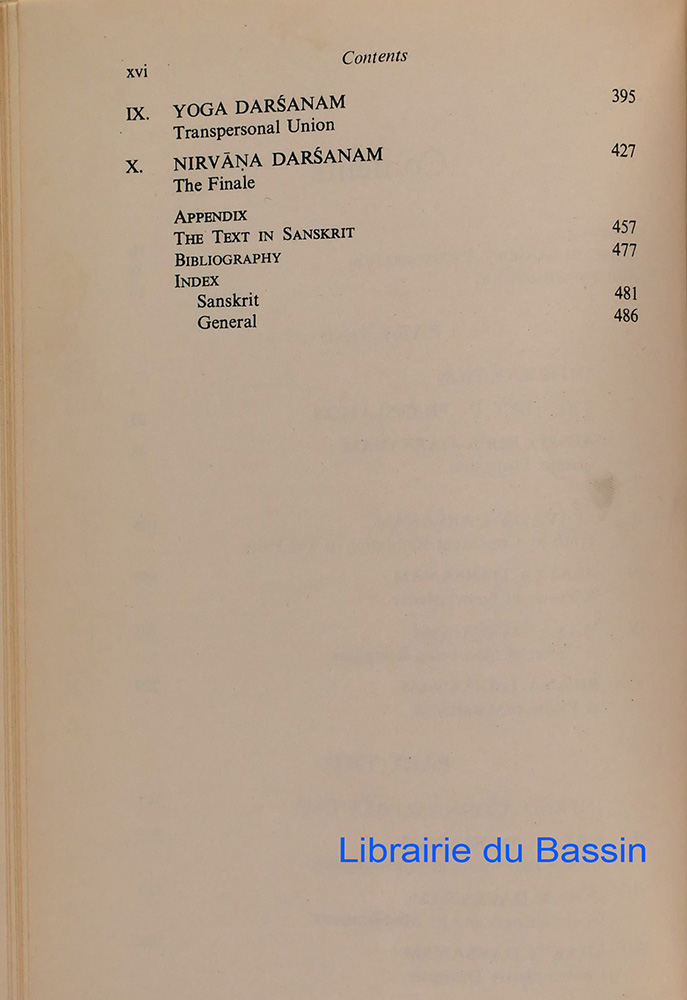 xvi
Contents
IX. YOGA DARŚANAM 395
Transpersonal Union
X. NIRVĀṆA DARŚANAM 427
The Finale
APPENDIX
THE TEXT IN SANSKRIT 457
BIBLIOGRAPHY 477
INDEX
Sanskrit 481
General 486
Librairie du Bassin